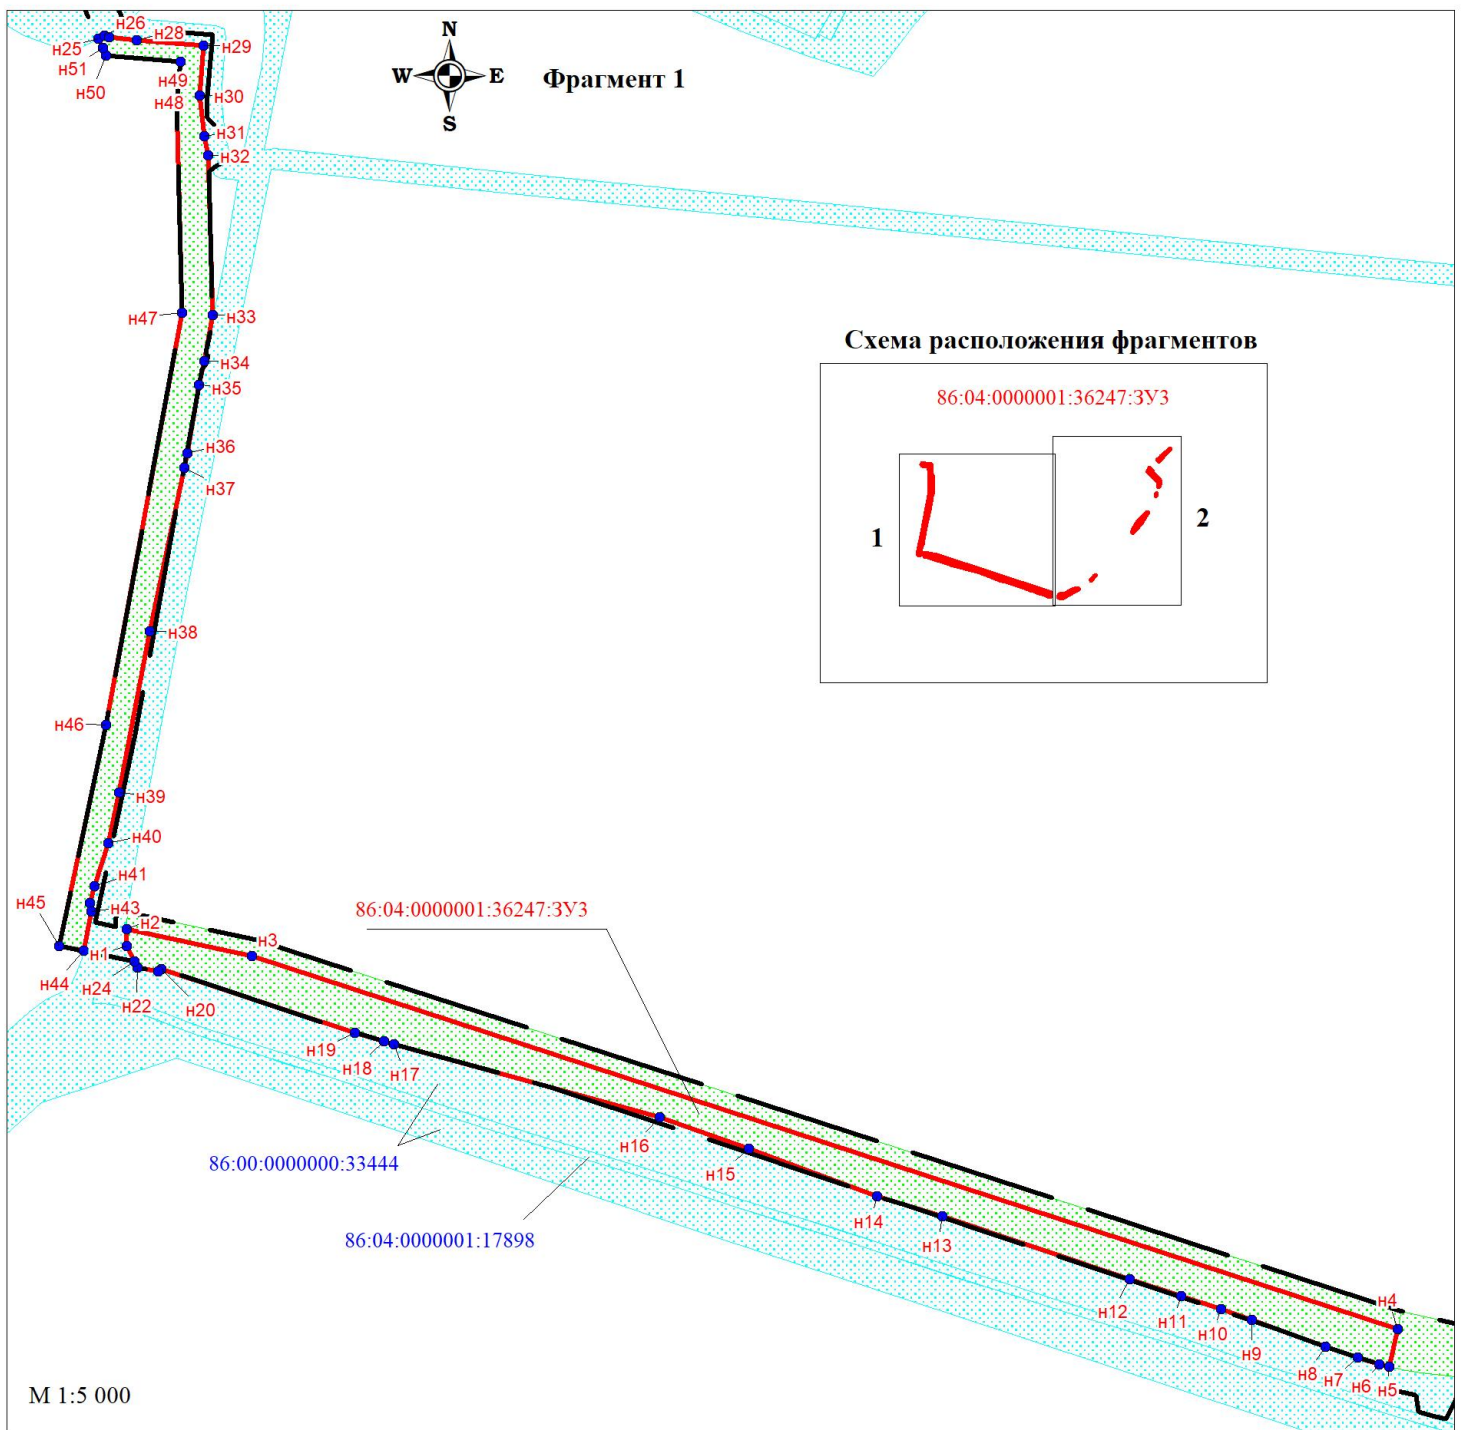 н26
н25
н28
н29
н51
н49
н50
н48
н30
N
W
E
S
Фрагмент 1
н31
н32
н47
н33
н34
н35
Схема расположения фрагментов
86:04:0000001:36247:ЗУ3
1
2
н36
н37
н38
н46
н39
н40
н41
н45
н43
н2
н3
н1
н44
н24
н22
н20
86:04:0000001:36247:ЗУ3
н19
н18
н17
н16
н15
86:00:0000000:33444
86:04:0000001:17898
н14
н13
н12
н11
н10
н9
н4
н8
н7
н6
н5
М 1:5 000